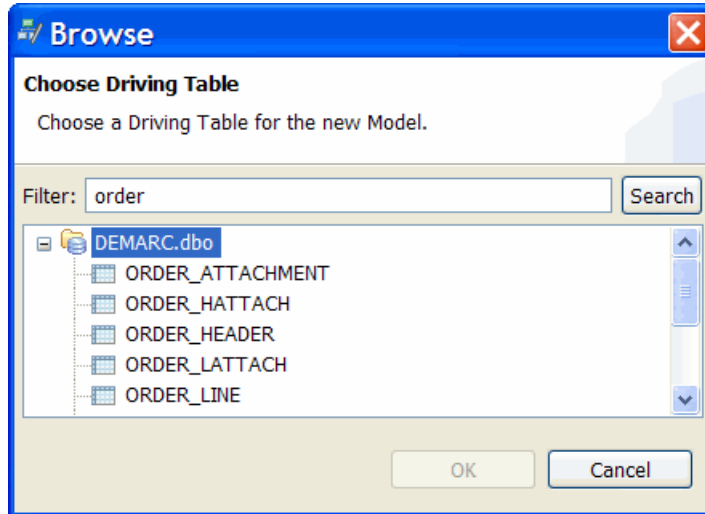 Browse
Choose Driving Table
Choose a Driving Table for the new Model.
Filter: order Search
DEMARC.dbo
ORDER_ATTACHMENT
ORDER_HATTACH
ORDER_HEADER
ORDER_LATTACH
ORDER_LINE
OK Cancel